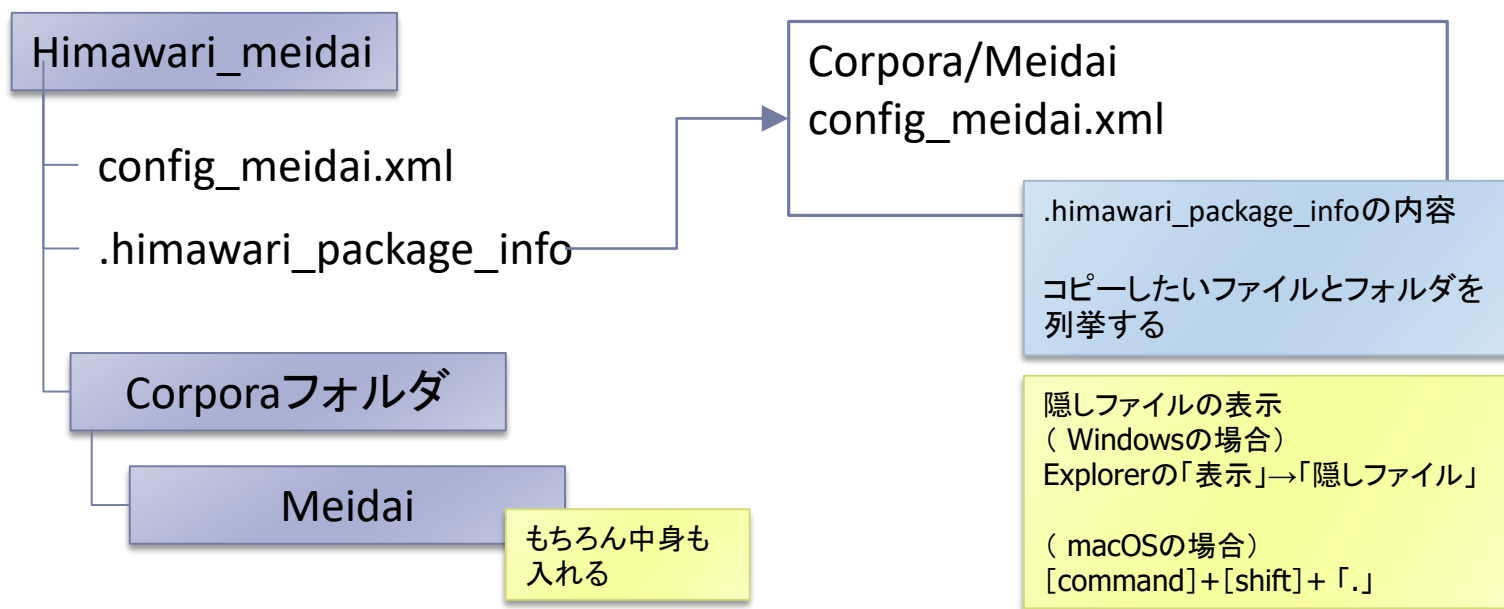 Himawari_meidai
config_meidai.xml
.himawari_package_info
Corporaフォルダ
Meidai
もちろん中身も
入れる
Corpora/Meidai
config_meidai.xml
.himawari_package_infoの内容
コピーしたいファイルとフォルダを
列挙する
隠しファイルの表示
( Windowsの場合)
Explorerの「表示」→「隠しファイル」
( macOSの場合)
[command]+[shift]+「.」